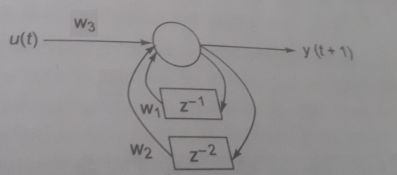 w₃
u(t)
y(t+1)
w₁ z⁻¹
w₂ z⁻²